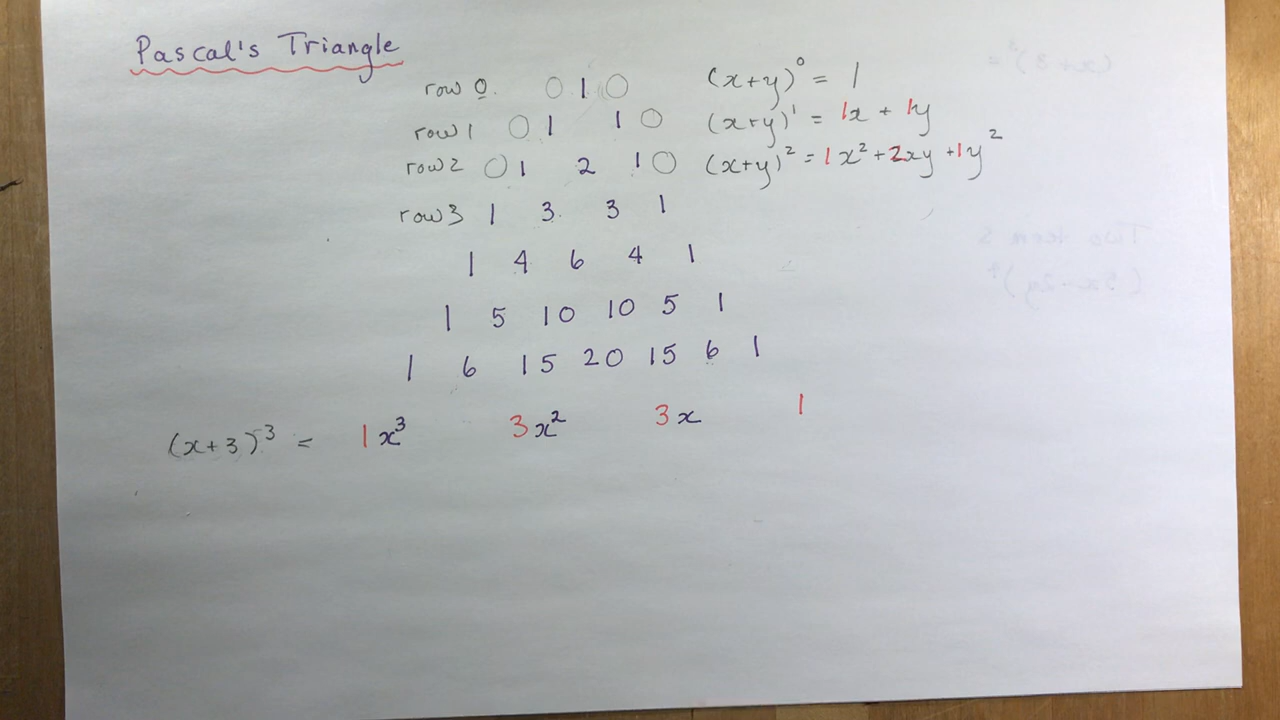 Pascal's Triangle
row 0. 0 1 0 (x+y)⁰ = 1
row 1 0 1 1 0 (x+y)¹ = 1x + 1y
row 2 0 1 2 1 0 (x+y)² = 1x² + 2xy + 1y²
row 3 1 3 3 1
1 4 6 4 1
1 5 10 10 5 1
1 6 15 20 15 6 1
(x+3)³ = 1x³ 3x² 3x 1